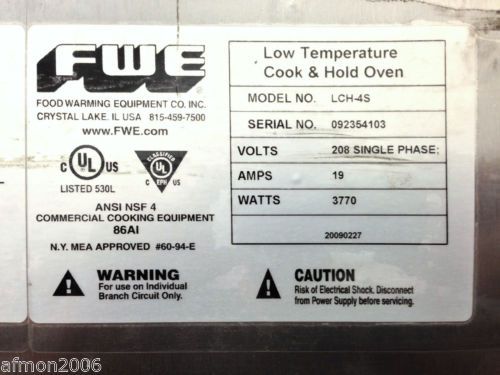 FWE
FOOD WARMING EQUIPMENT CO. INC.
CRYSTAL LAKE. IL USA 815-459-7500
www.FWE.com
C UL US
LISTED 530L
CLASSIFIED
UL
C EPH US
ANSI NSF 4
COMMERCIAL COOKING EQUIPMENT
86AI
N.Y. MEA APPROVED #60-94-E
Low Temperature
Cook & Hold Oven
MODEL NO. LCH-4S
SERIAL NO. 092354103
VOLTS 208 SINGLE PHASE:
AMPS 19
WATTS 3770
20090227
WARNING
For use on Individual
Branch Circuit Only.
CAUTION
Risk of Electrical Shock. Disconnect
from Power Supply before servicing.
afmon2006